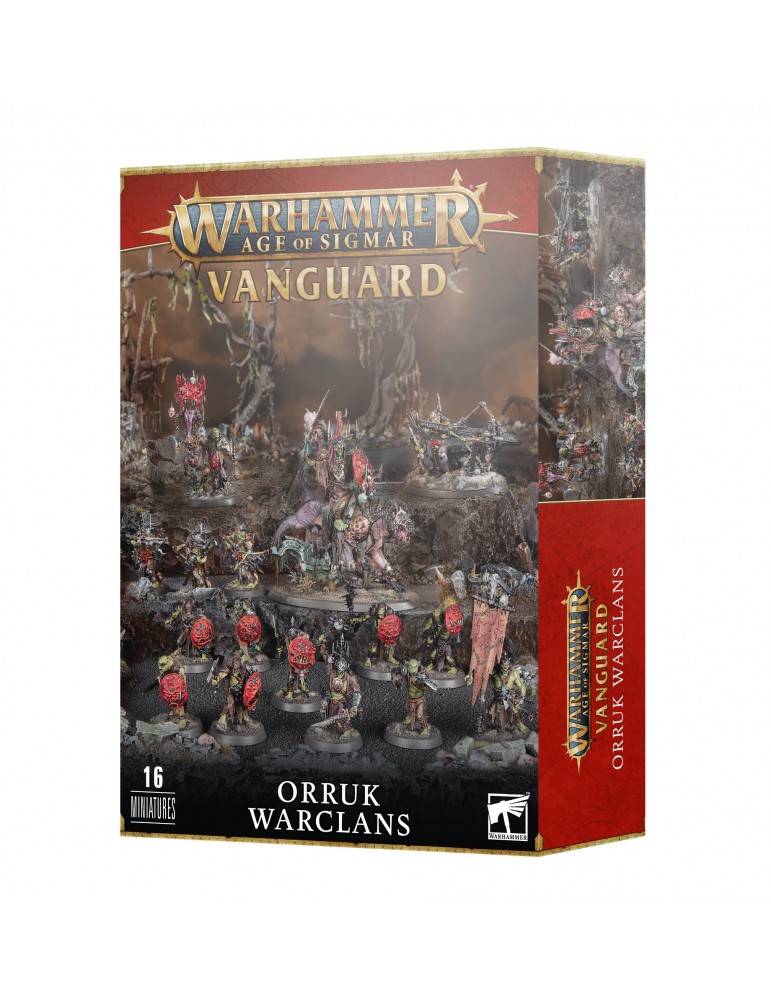 WARHAMMER
AGE OF SIGMAR
VANGUARD
16
MINIATURES
ORRUK
WARCLANS
WARHAMMER
WARHAMMER
AGE OF SIGMAR
VANGUARD
ORRUK WARCLANS